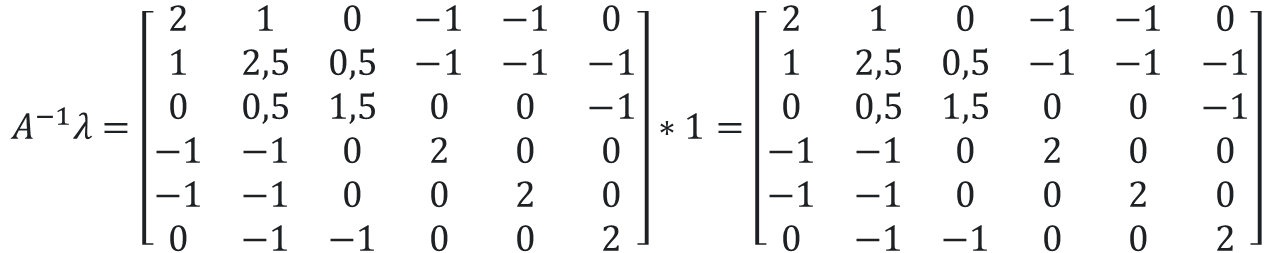 2 1 0 −1 −1 0 2 1 0 −1 −1 0
1 2,5 0,5 −1 −1 −1 1 2,5 0,5 −1 −1 −1
0 0,5 1,5 0 0 −1 0 0,5 1,5 0 0 −1
A⁻¹λ = [ ] ∗ 1 = [ ]
−1 −1 0 2 0 0 −1 −1 0 2 0 0
−1 −1 0 0 2 0 −1 −1 0 0 2 0
0 −1 −1 0 0 2 0 −1 −1 0 0 2